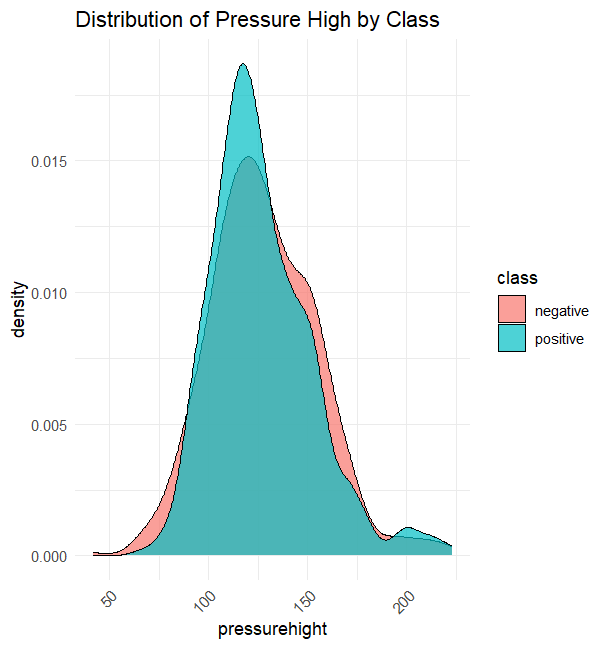 Distribution of Pressure High by Class
0.015
0.010
0.005
0.000
density
50
100
150
200
pressurehight
class
negative
positive